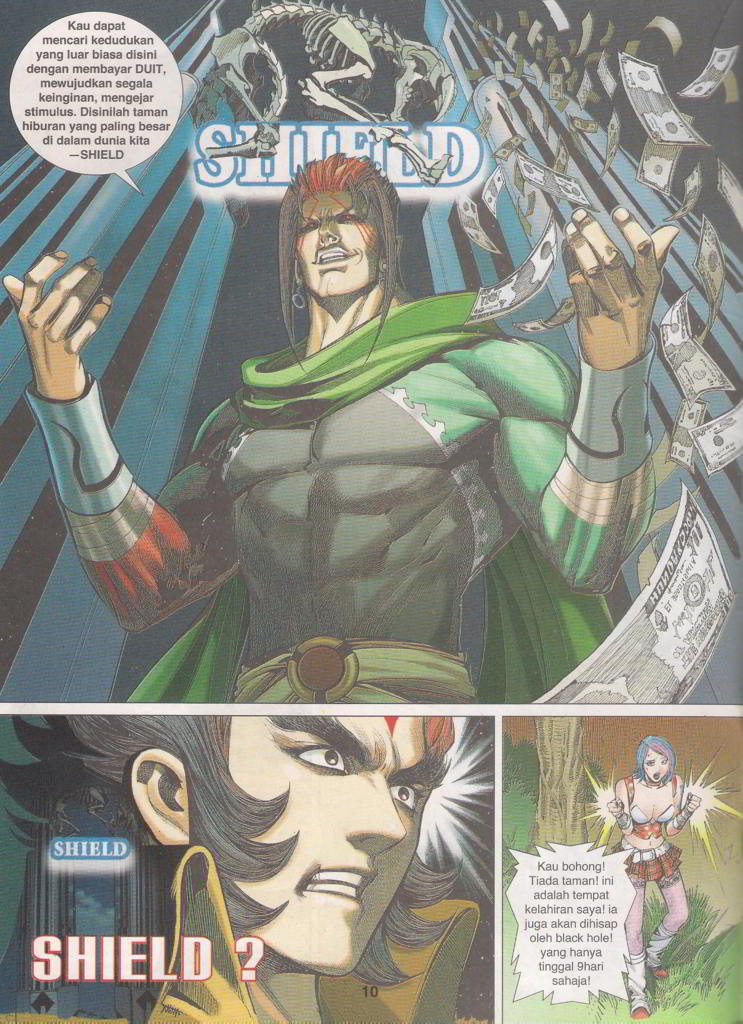 Kau dapat
mencari kedudukan
yang luar biasa disini
dengan membayar DUIT,
mewujudkan segala
keinginan, mengejar
stimulus. Disinilah taman
hiburan yang paling besar
di dalam dunia kita
—SHIELD
SHIELD
SHIELD
SHIELD ?
Kau bohong!
Tiada taman! ini
adalah tempat
kelahiran saya! ia
juga akan dihisap
oleh black hole!
yang hanya
tinggal 9hari
sahaja!
10